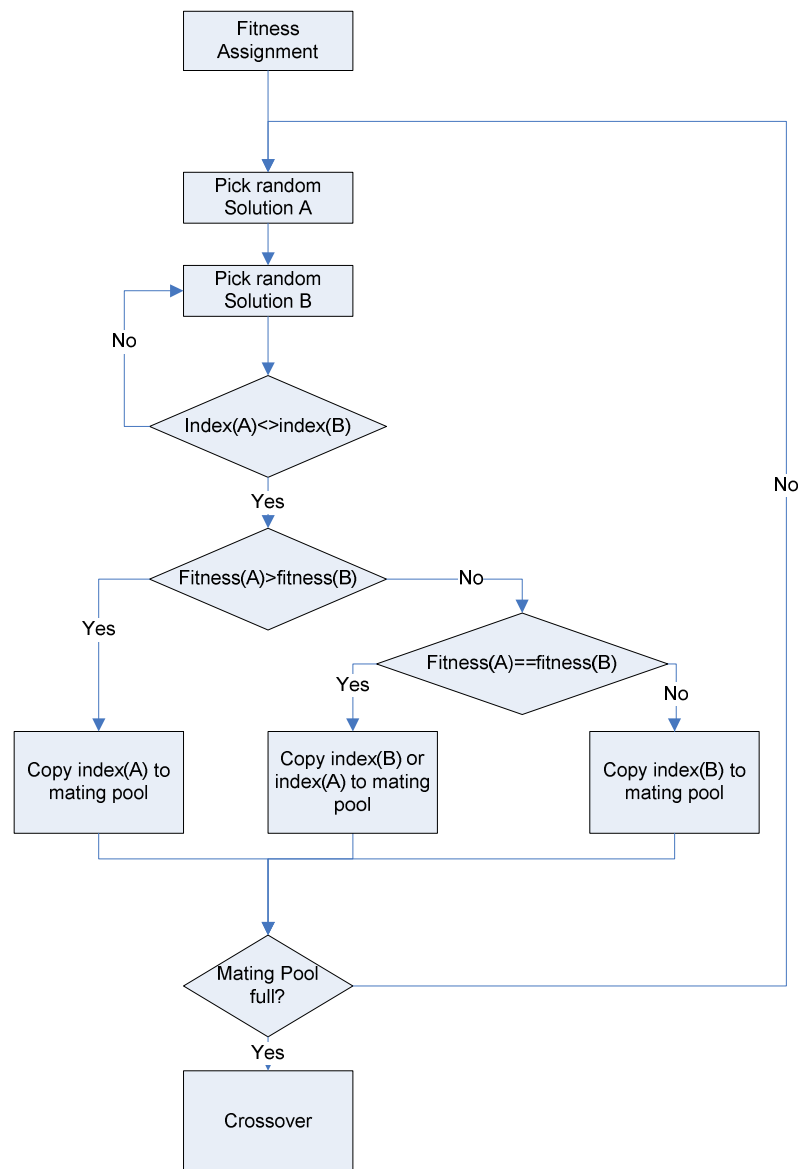 Fitness
Assignment
Pick random
Solution A
Pick random
Solution B
No
Index(A)<>index(B)
No
Yes
Fitness(A)>fitness(B)
No
Yes
Fitness(A)==fitness(B)
Yes
No
Copy index(A) to
mating pool
Copy index(B) or
index(A) to mating
pool
Copy index(B) to
mating pool
Mating Pool
full?
Yes
Crossover